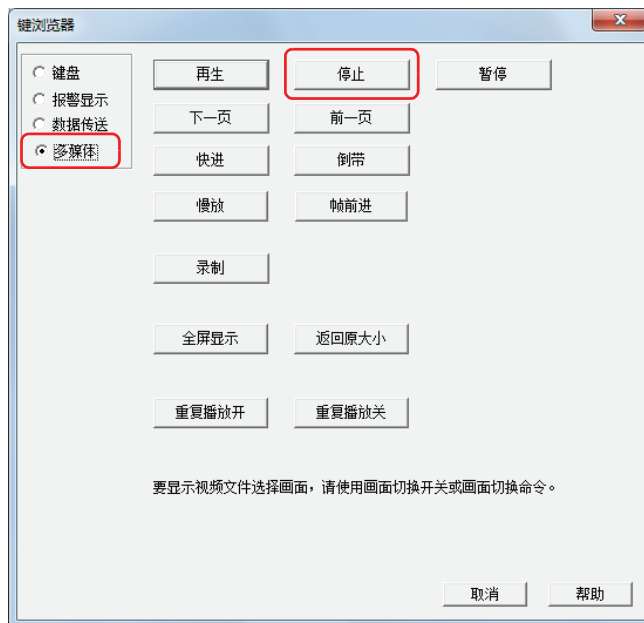 键浏览器
键盘
报警显示
数据传送
多媒体
再生 停止 暂停
下一页 前一页
快进 倒带
慢放 帧前进
录制
全屏显示 返回原大小
重复播放开 重复播放关
要显示视频文件选择画面，请使用画面切换开关或画面切换命令。
取消 帮助